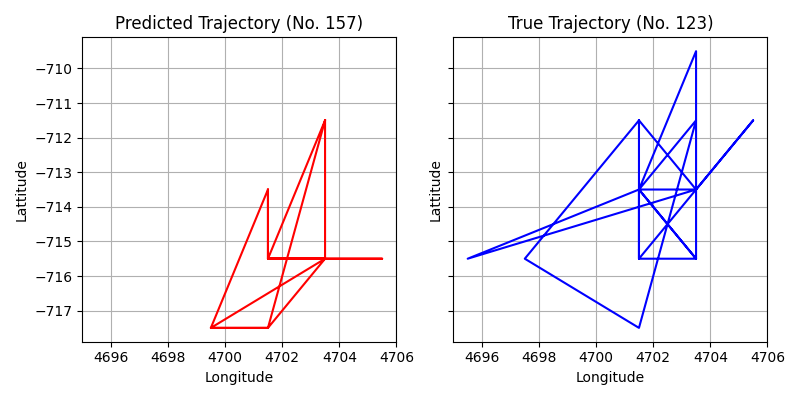 Predicted Trajectory (No. 157)
True Trajectory (No. 123)
−710
−711
−712
−713
−714
−715
−716
−717
Lattitude
Lattitude
4696 4698 4700 4702 4704 4706
4696 4698 4700 4702 4704 4706
Longitude
Longitude